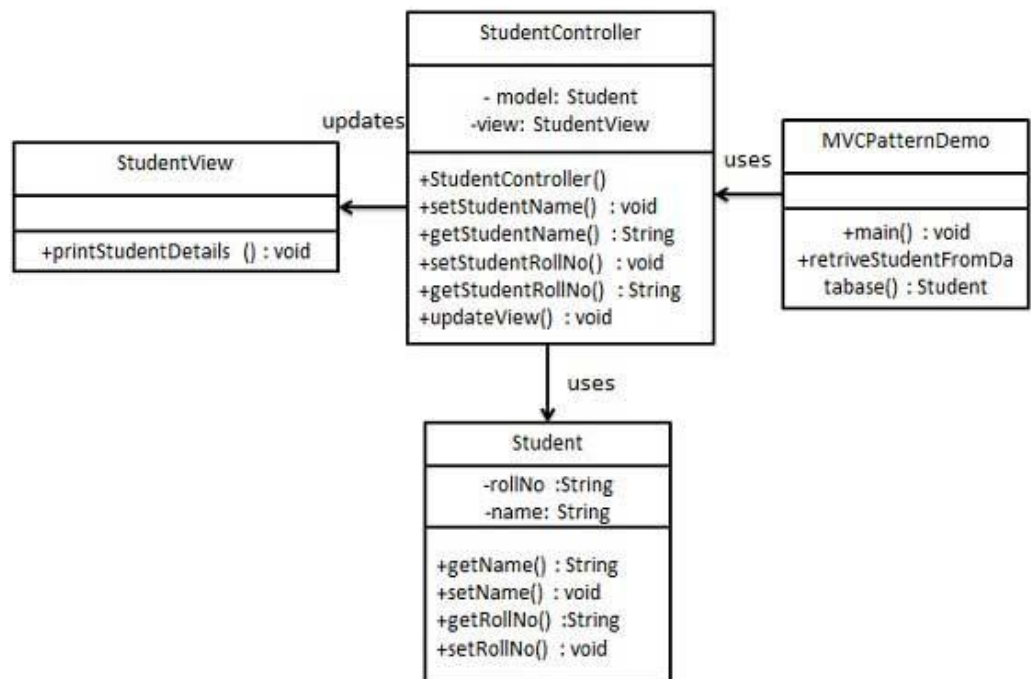 StudentController
- model: Student
-view: StudentView
+StudentController()
+setStudentName() : void
+getStudentName() : String
+setStudentRollNo() : void
+getStudentRollNo() : String
+updateView() : void
updates
StudentView
+printStudentDetails () : void
uses
MVCPatternDemo
+main() : void
+retriveStudentFromDa
tabase() : Student
uses
Student
-rollNo :String
-name: String
+getName() : String
+setName() : void
+getRollNo() :String
+setRollNo() : void